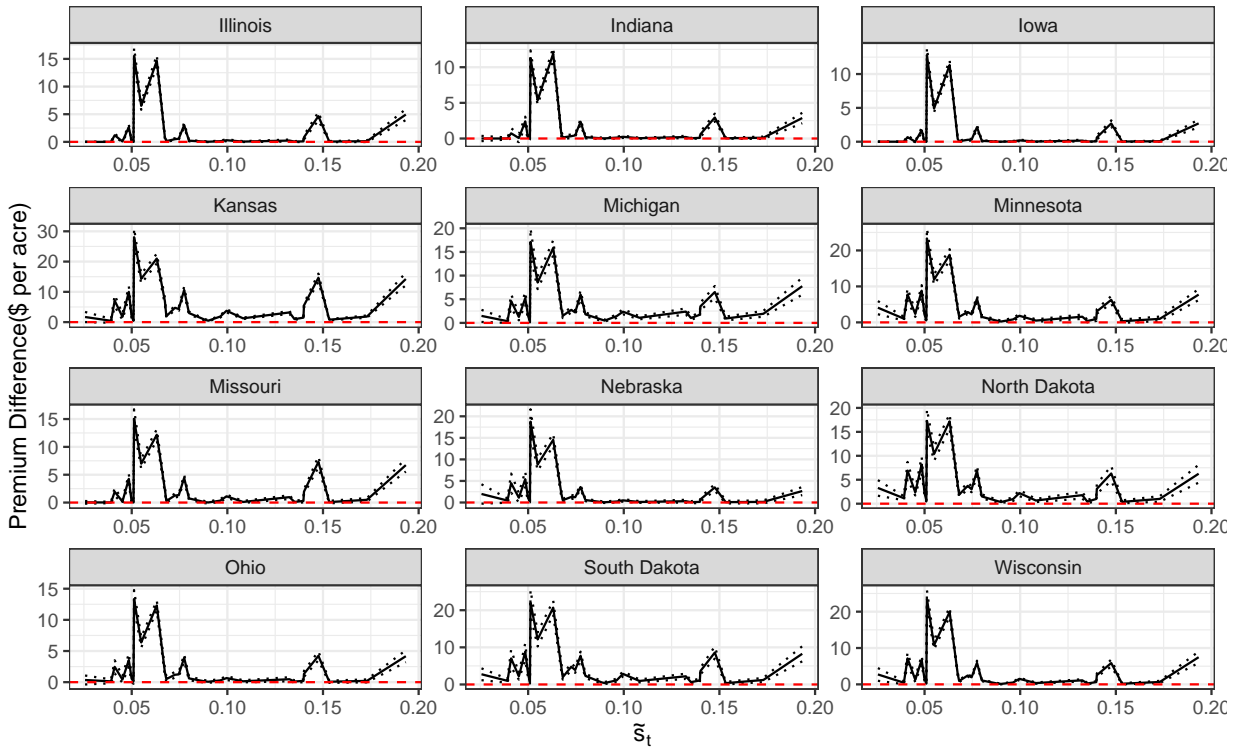 Illinois Indiana Iowa
15 10 5 0
10 5 0
10 5 0
0.05 0.10 0.15 0.20 0.05 0.10 0.15 0.20 0.05 0.10 0.15 0.20
Kansas Michigan Minnesota
30 20 10 0
20 15 10 5 0
20 10 0
0.05 0.10 0.15 0.20 0.05 0.10 0.15 0.20 0.05 0.10 0.15 0.20
Premium Difference($ per acre)
Missouri Nebraska North Dakota
15 10 5 0
20 15 10 5 0
20 15 10 5 0
0.05 0.10 0.15 0.20 0.05 0.10 0.15 0.20 0.05 0.10 0.15 0.20
Ohio South Dakota Wisconsin
15 10 5 0
20 10 0
20 10 0
0.05 0.10 0.15 0.20 0.05 0.10 0.15 0.20 0.05 0.10 0.15 0.20
s̃t